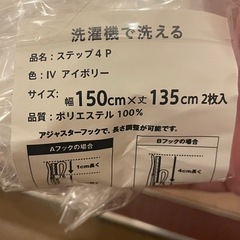 洗濯機で洗える
品名：ステップ４Ｐ
色：IV アイボリー
サイズ：幅150cm×丈135cm 2枚入
品質：ポリエステル 100%
アジャスターフックで、長さ調整が可能です。
Aフックの場合 Bフックの場合
1cm長く 4cm長く